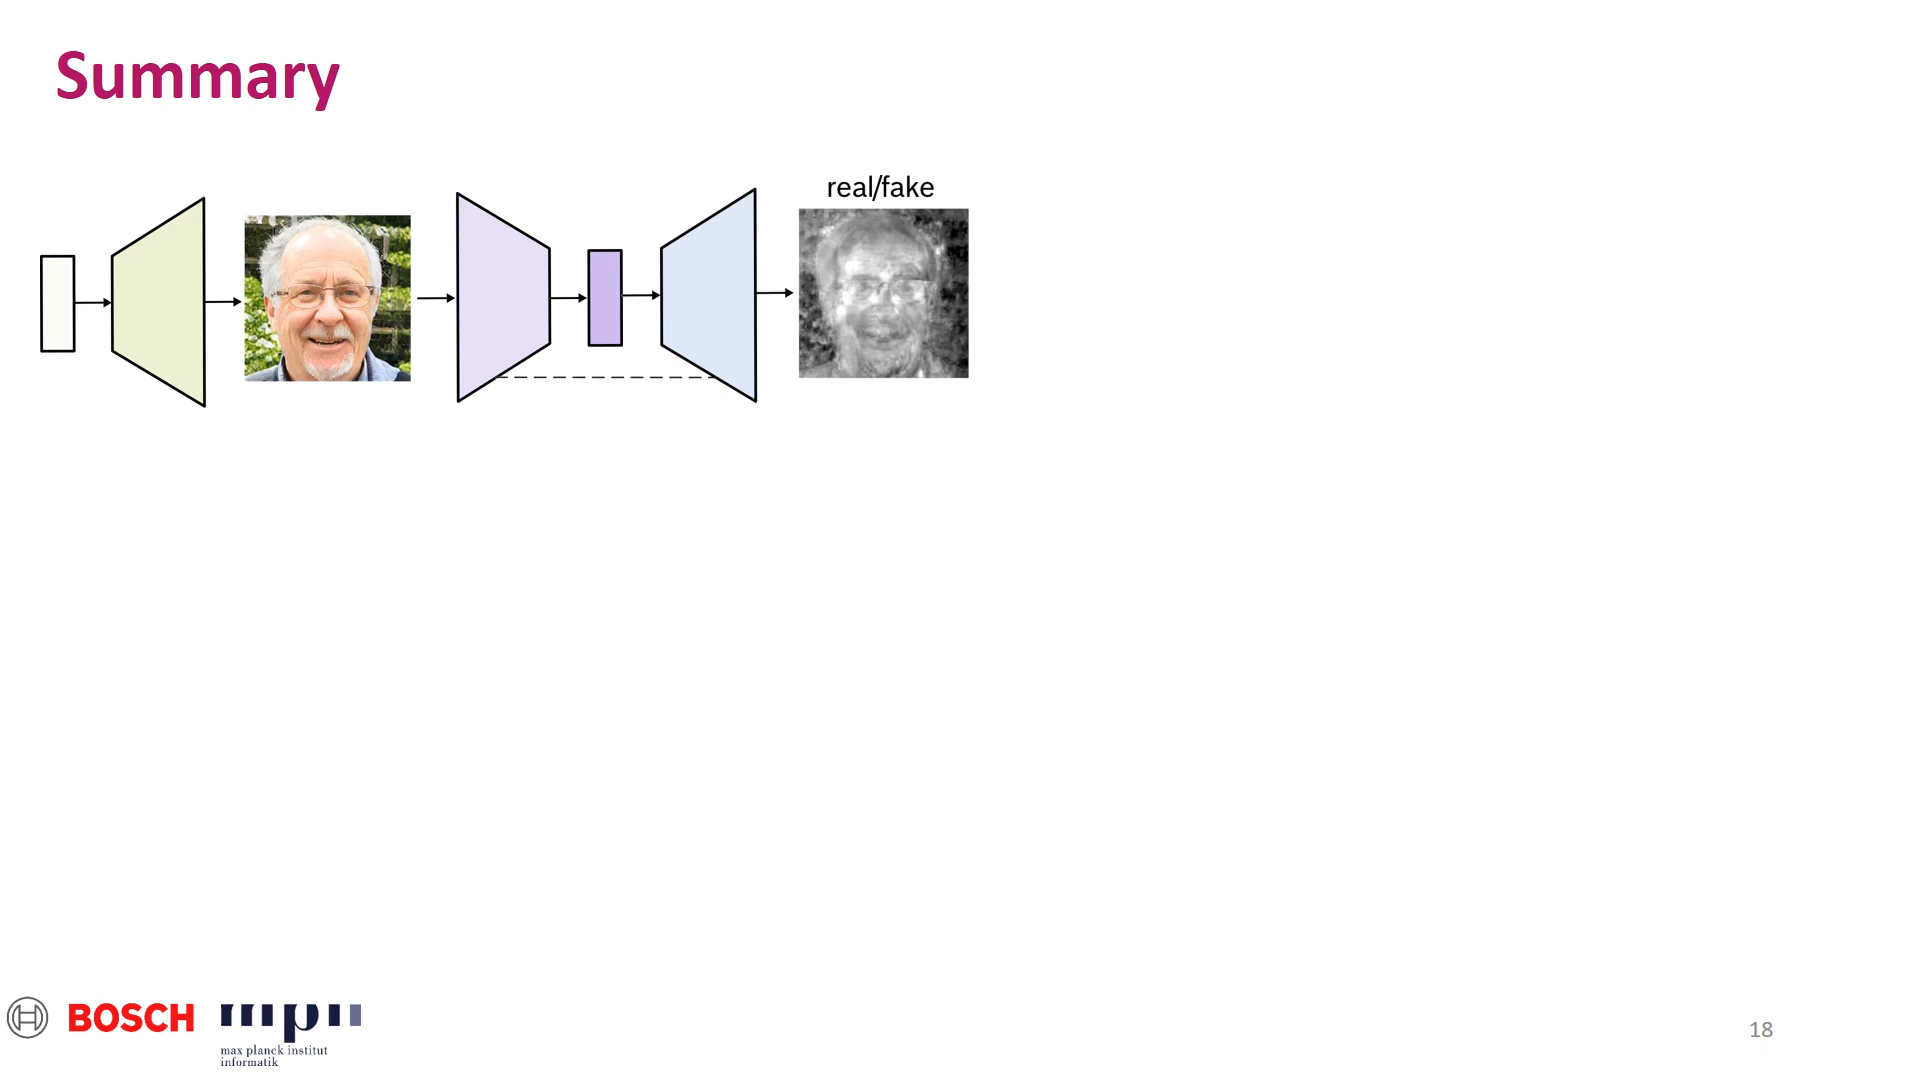 Summary
real/fake
BOSCH
max planck institut
informatik
18